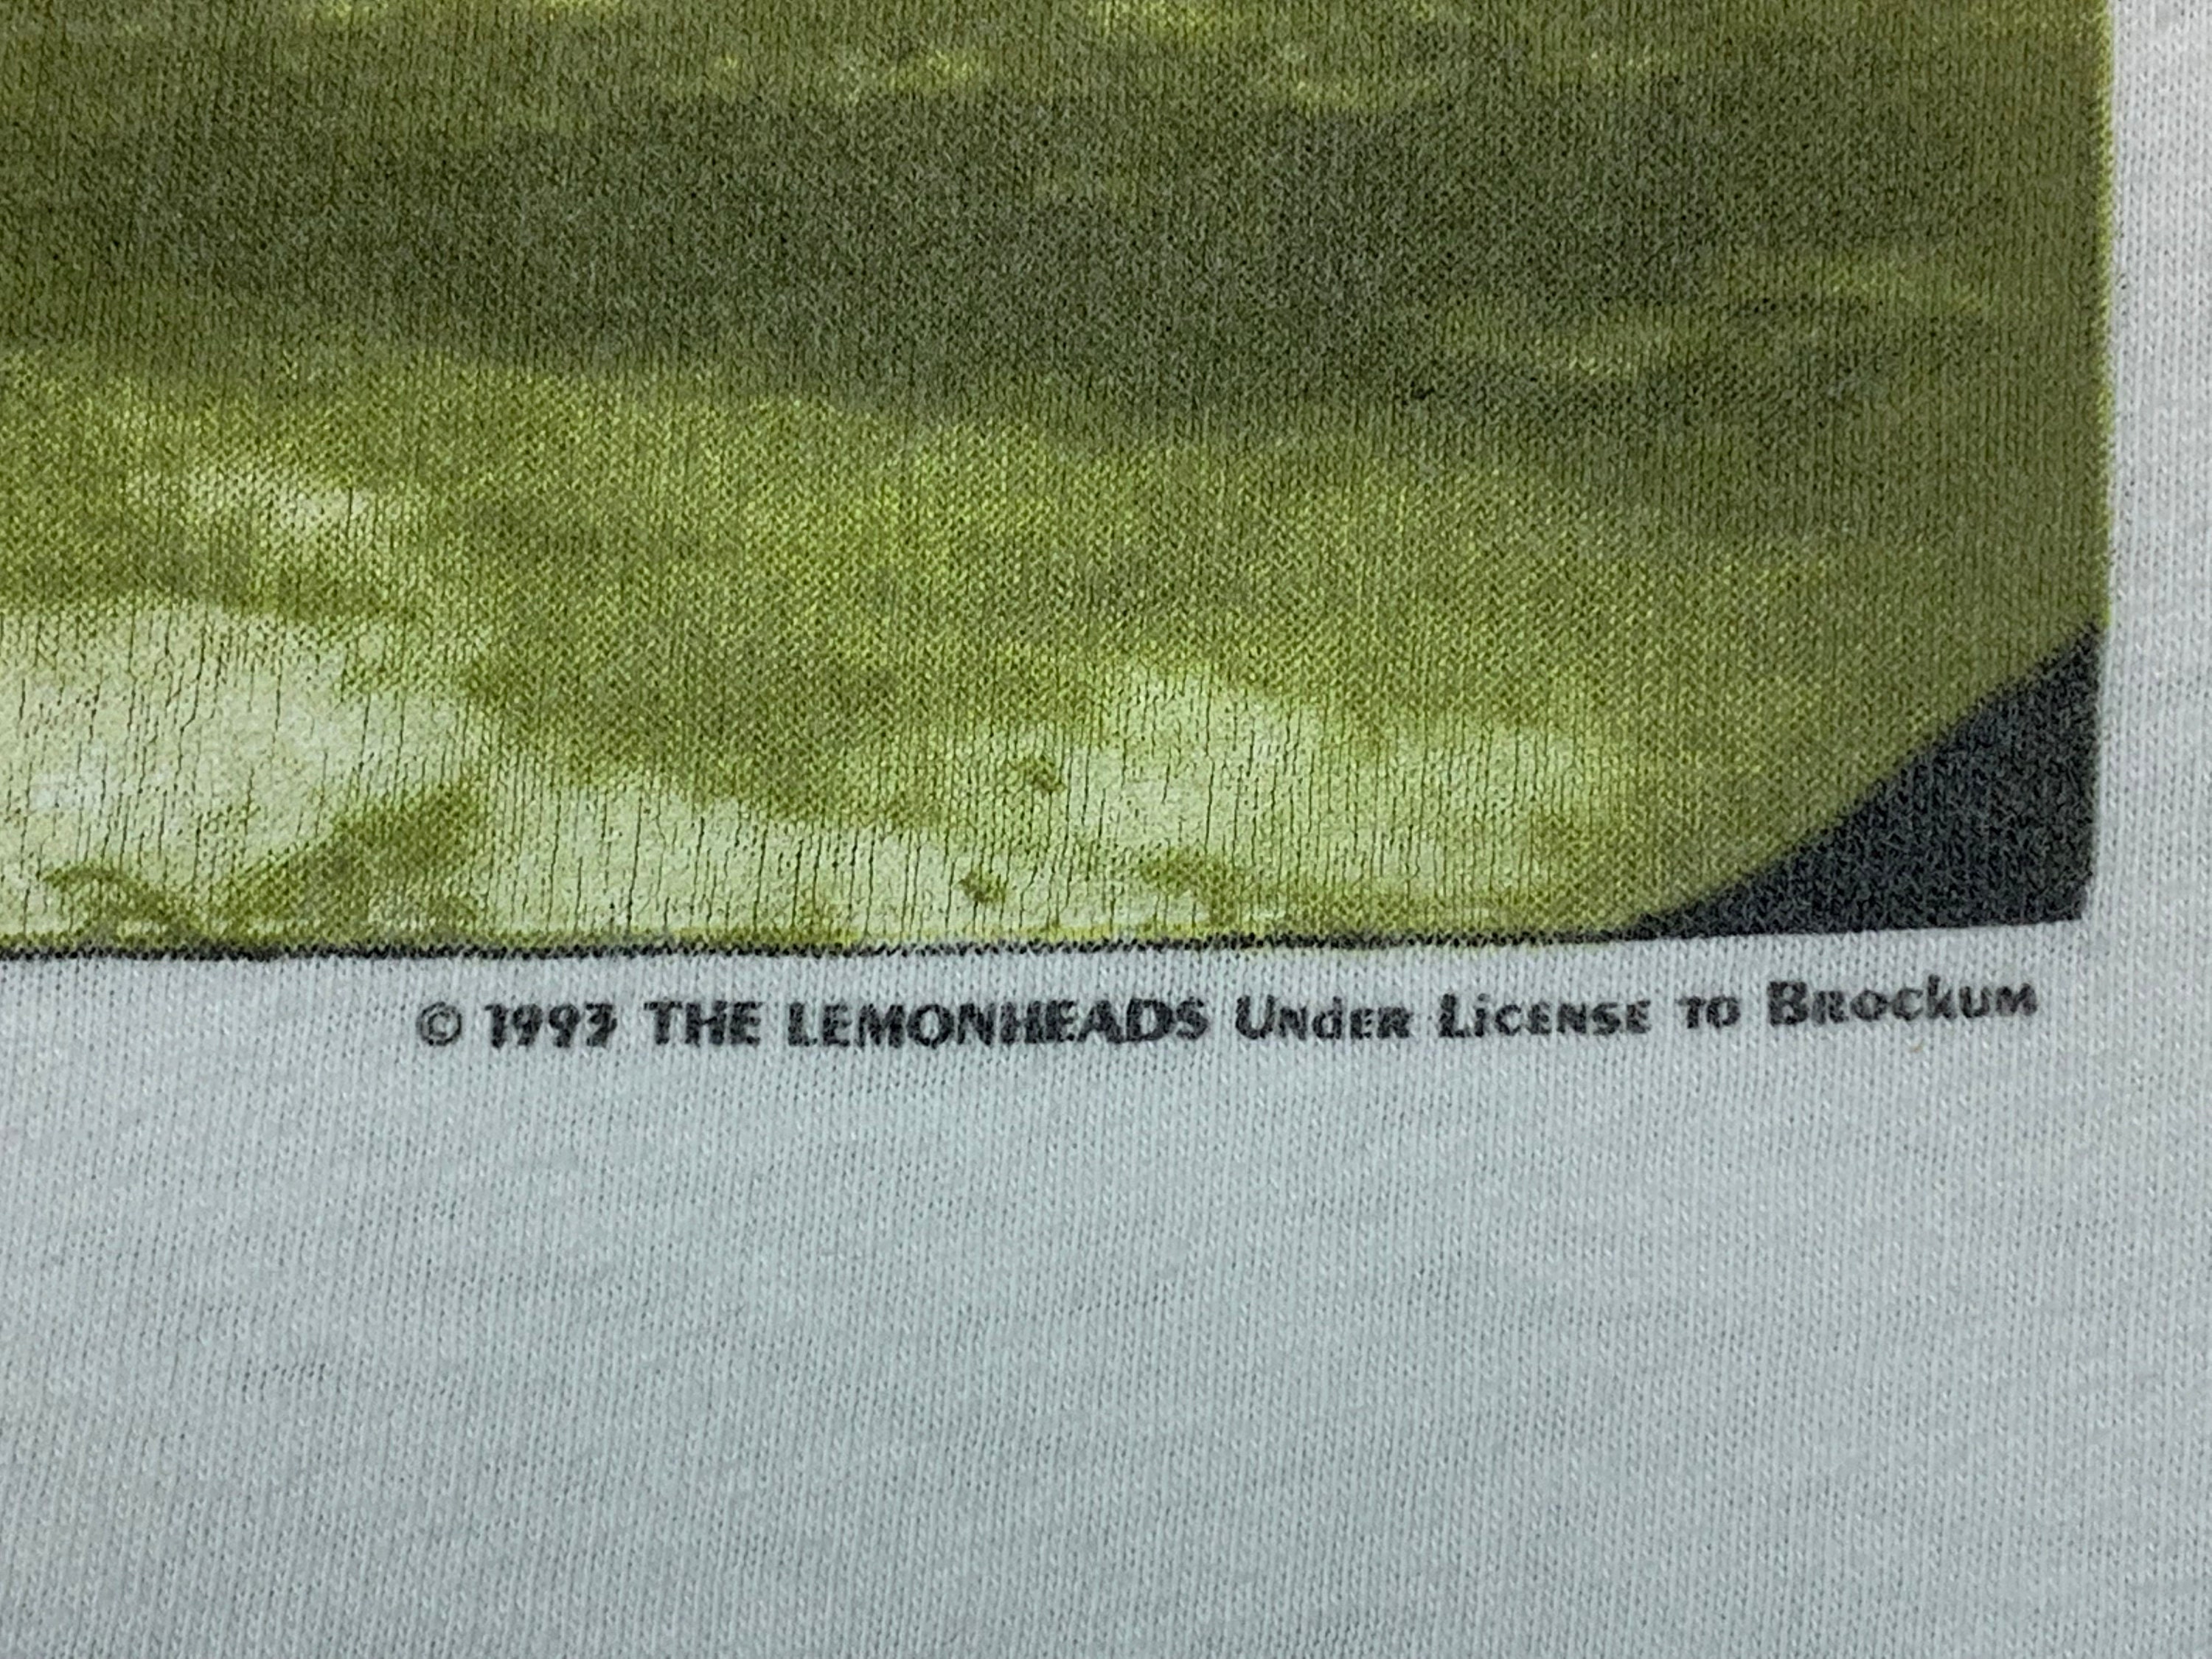 © 1993 THE LEMONHEADS UNdER LiCENSE TO BROCkUM